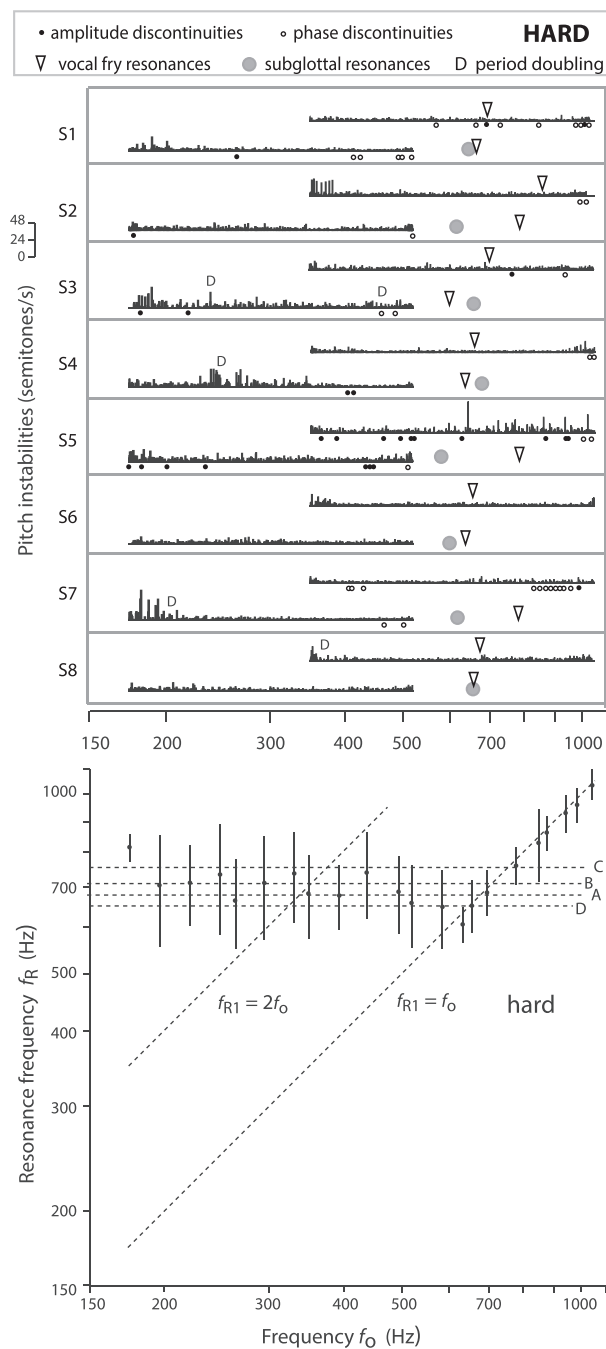 • amplitude discontinuities ∘ phase discontinuities HARD
▽ vocal fry resonances ● subglottal resonances D period doubling
S1
S2
48
24
0
S3
D
D
S4
D
S5
S6
S7
D
S8
D
Pitch instabilities (semitones/s)
150 200 300 400 500 700 1000
1000
C
700
B
A
D
500
fR1 = 2fo
fR1 = fo
hard
400
300
200
150
Resonance frequency fR (Hz)
150 200 300 400 500 700 1000
Frequency fo (Hz)